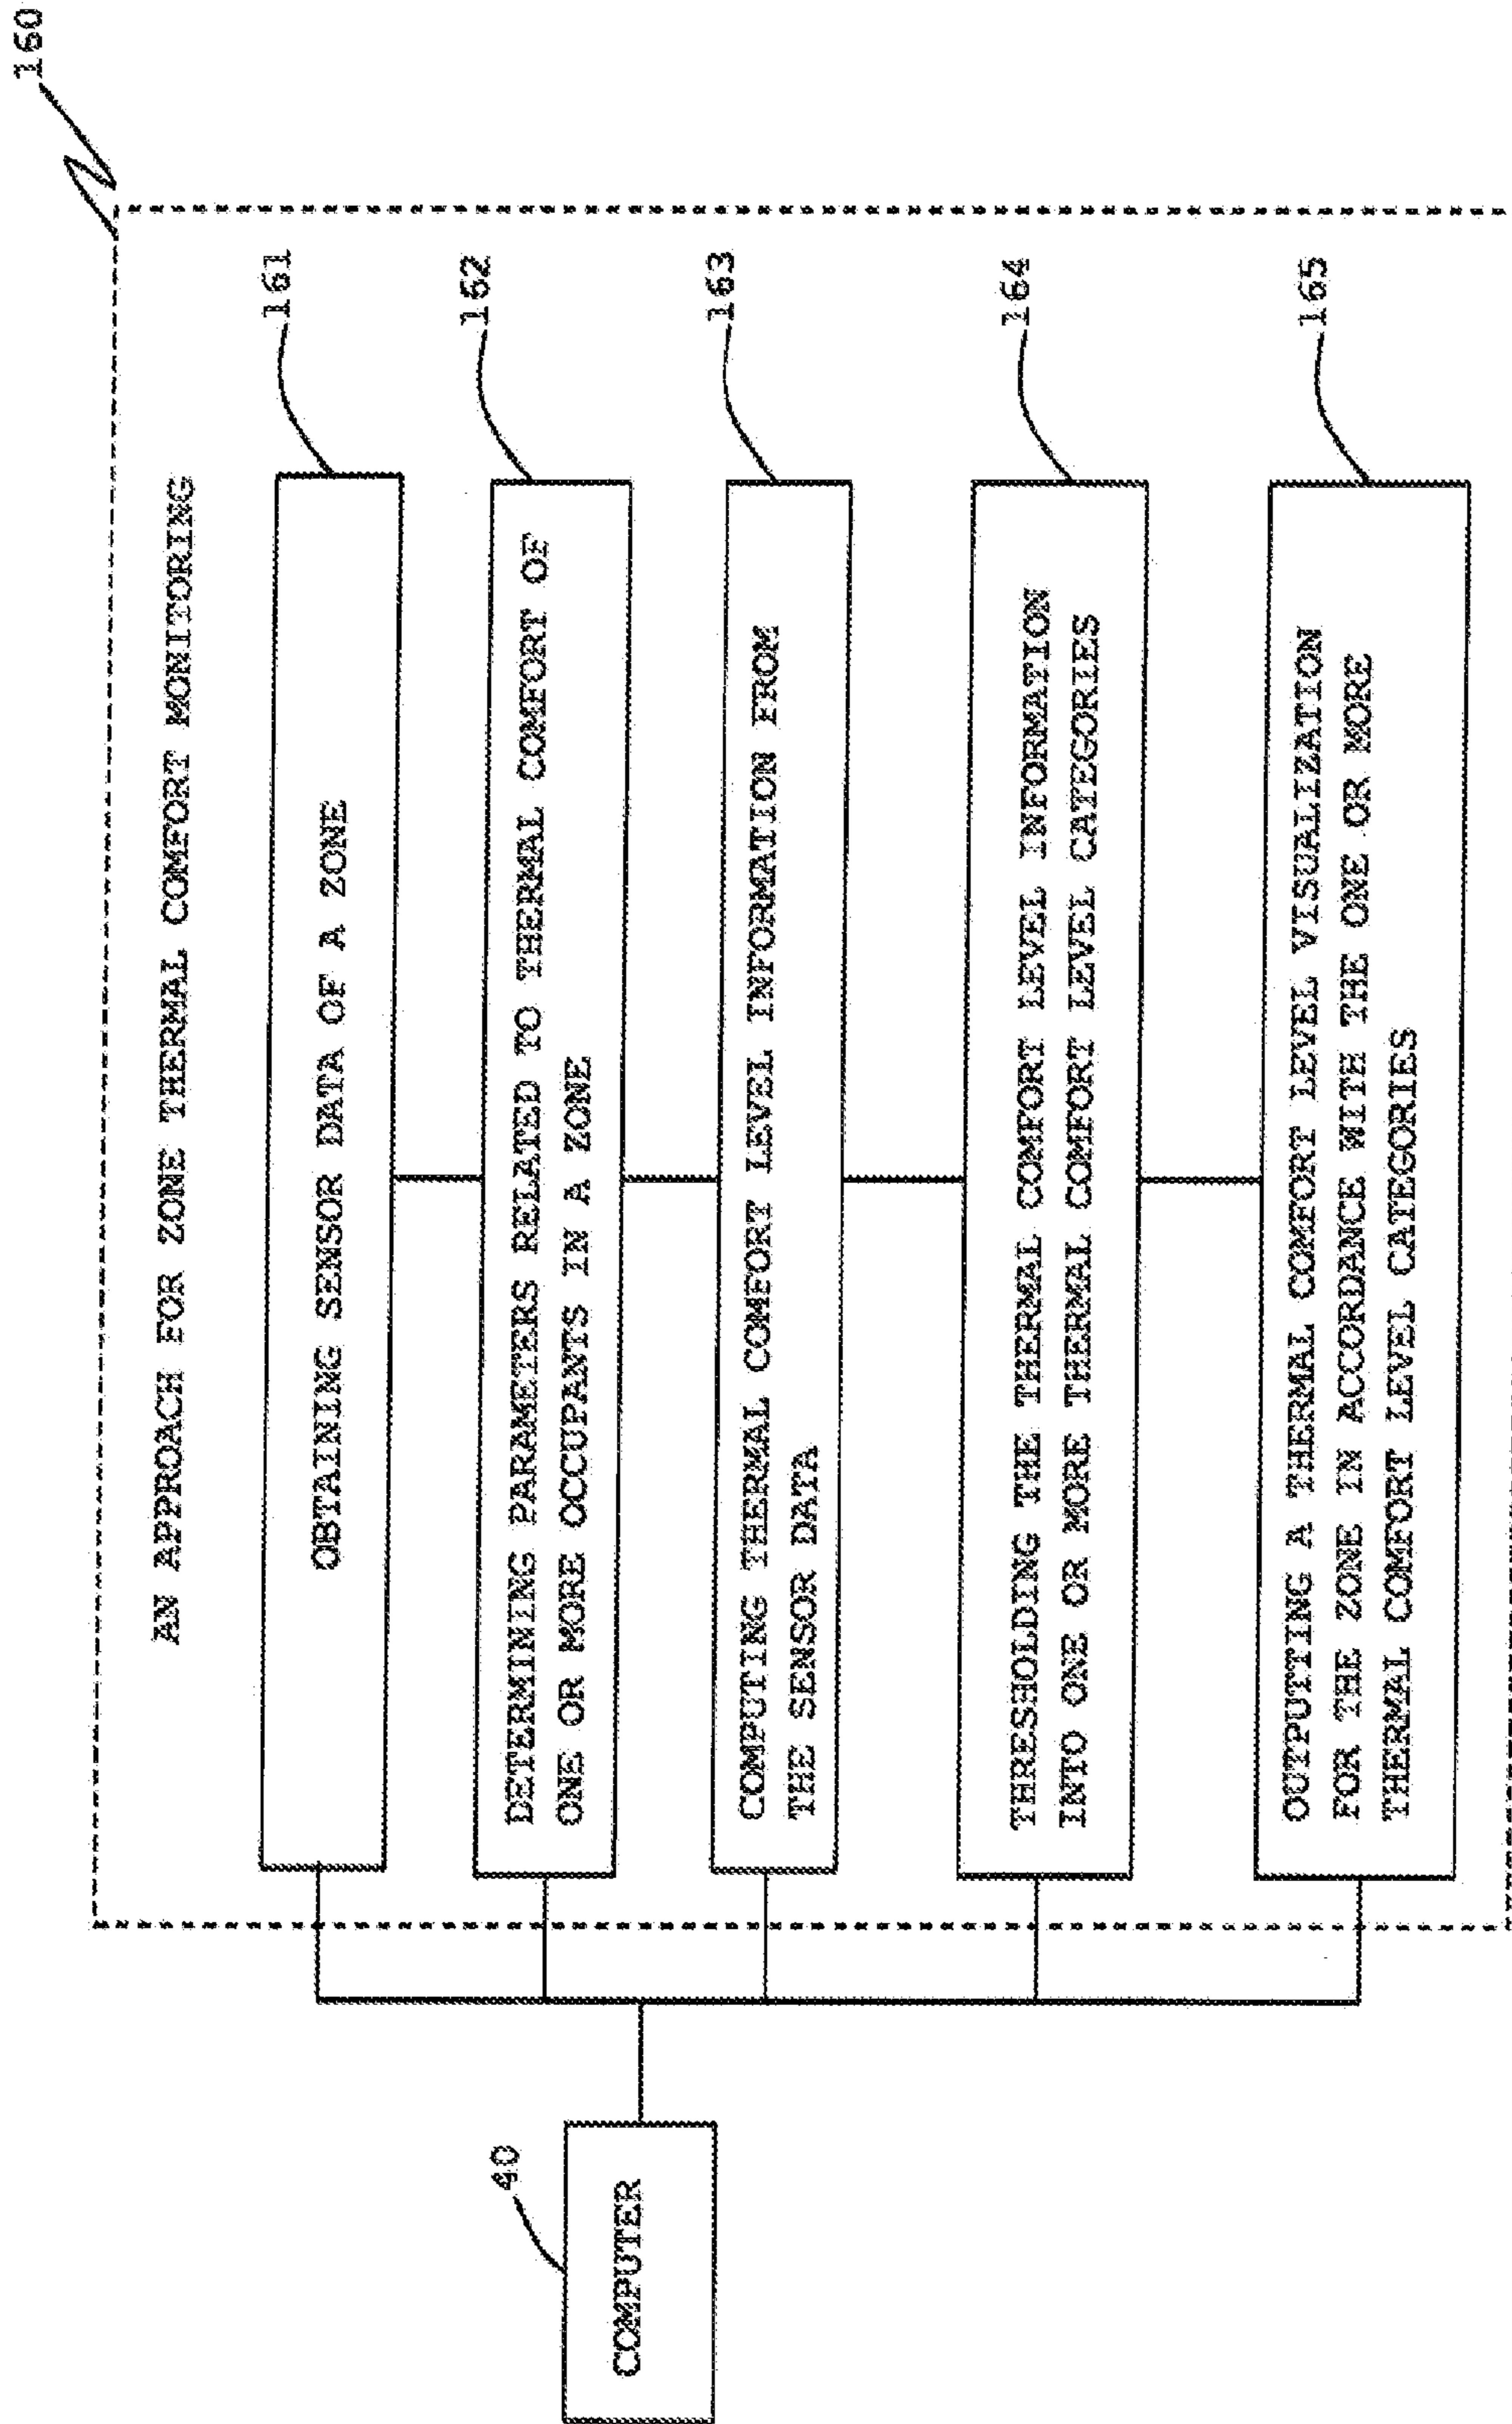 160
AN APPROACH FOR ZONE THERMAL COMFORT MONITORING
161
OBTAINING SENSOR DATA OF A ZONE
162
DETERMINING PARAMETERS RELATED TO THERMAL COMFORT OF
ONE OR MORE OCCUPANTS IN A ZONE
163
COMPUTING THERMAL COMFORT LEVEL INFORMATION FROM
THE SENSOR DATA
164
THRESHOLDING THE THERMAL COMFORT LEVEL INFORMATION
INTO ONE OR MORE THERMAL COMFORT LEVEL CATEGORIES
165
OUTPUTTING A THERMAL COMFORT LEVEL VISUALIZATION
FOR THE ZONE IN ACCORDANCE WITH THE ONE OR MORE
THERMAL COMFORT LEVEL CATEGORIES
40
COMPUTER